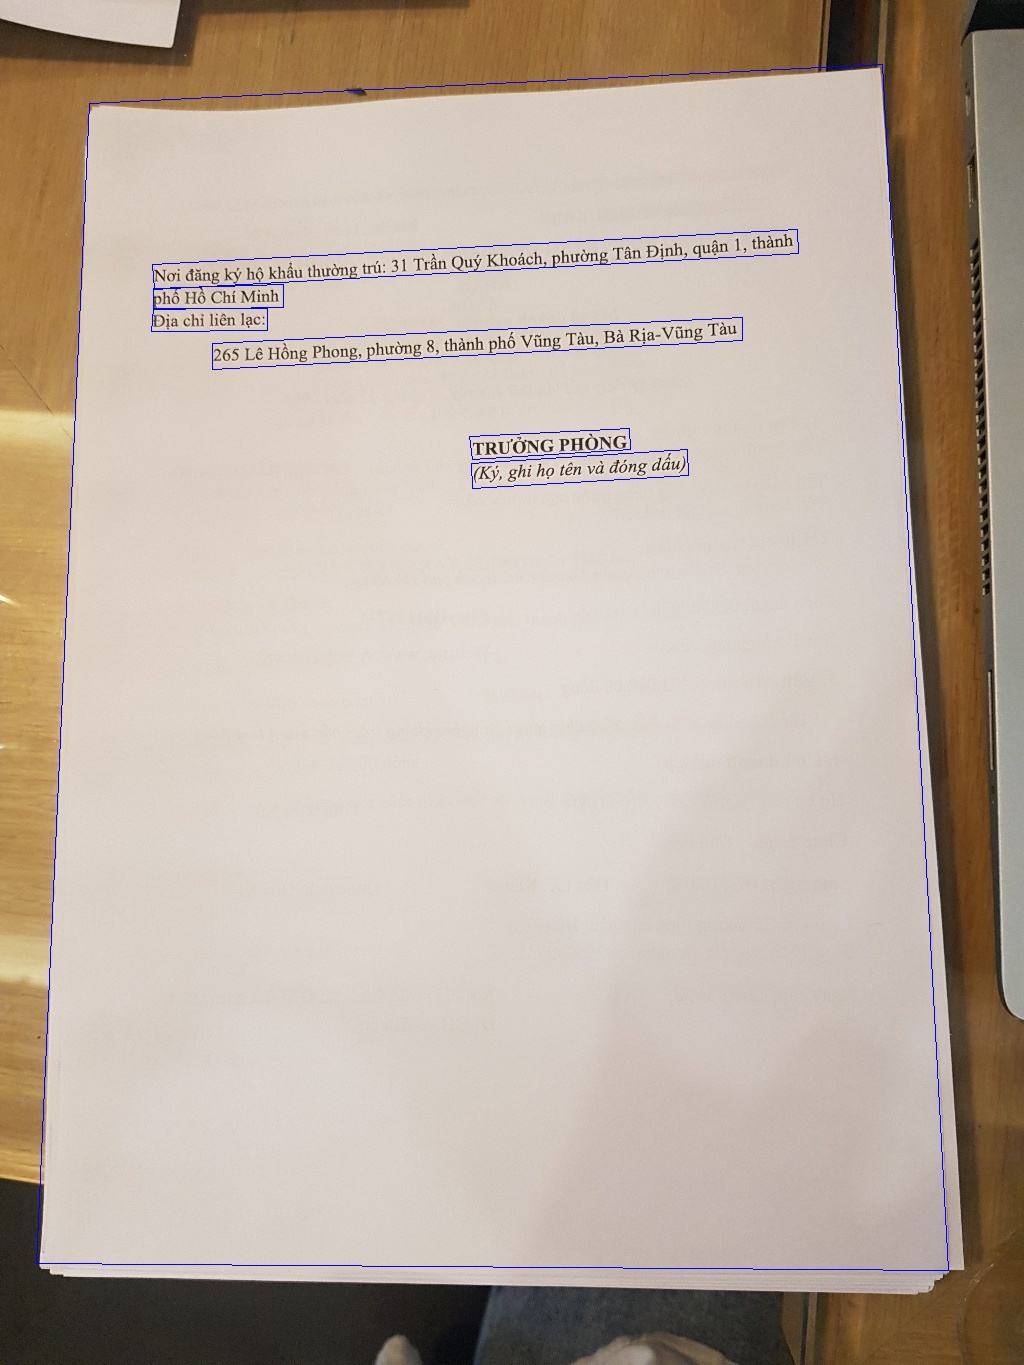 Nơi đăng ký hộ khẩu thường trú: 31 Trần Quý Khoách, phường Tân Định, quận 1, thành
phố Hồ Chí Minh
Địa chỉ liên lạc:
265 Lê Hồng Phong, phường 8, thành phố Vũng Tàu, Bà Rịa-Vũng Tàu
TRƯỞNG PHÒNG
(Ký, ghi họ tên và đóng dấu)